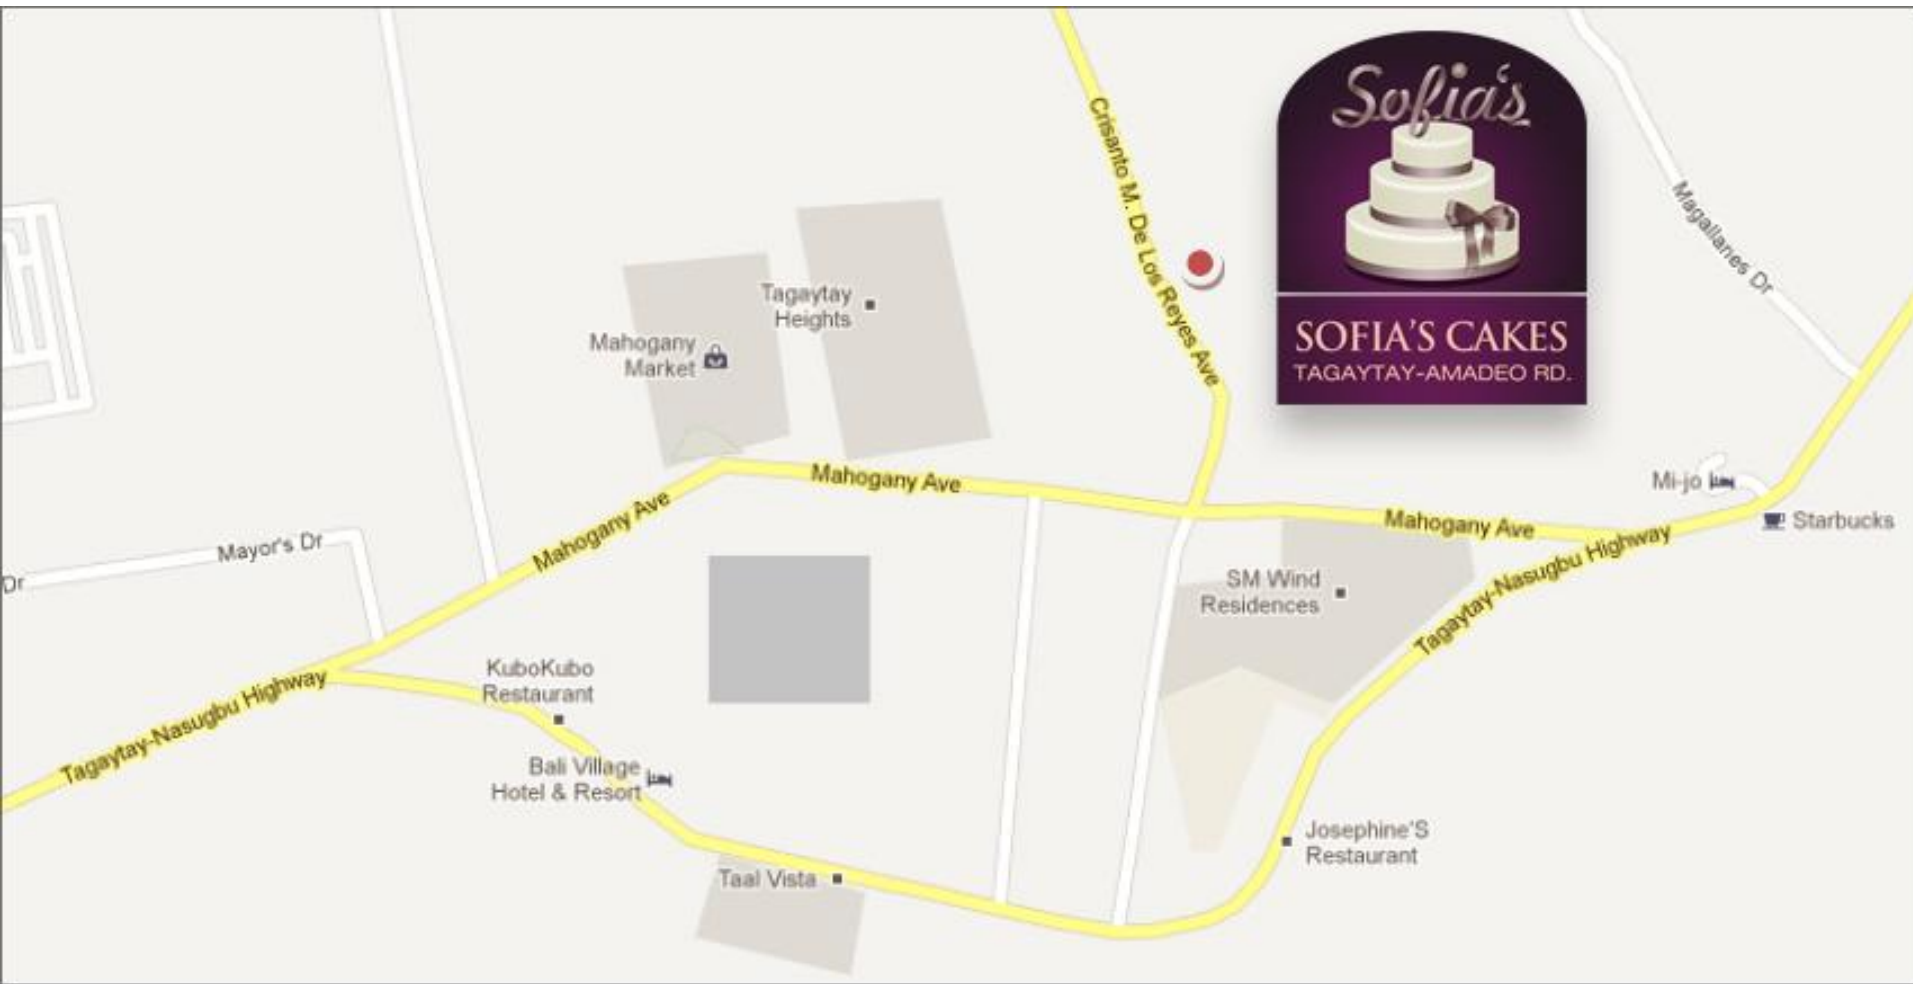 Sofia's
SOFIA'S CAKES
TAGAYTAY-AMADEO RD.
Crisanto M. De Los Reyes Ave
Magallanes Dr
Tagaytay
Heights
Mahogany
Market
Mahogany Ave
Mahogany Ave
Mahogany Ave
Mi-jo
Starbucks
Mayor's Dr
Dr
SM Wind
Residences
Tagaytay-Nasugbu Highway
Tagaytay-Nasugbu Highway
KuboKubo
Restaurant
Bali Village
Hotel & Resort
Josephine'S
Restaurant
Taal Vista